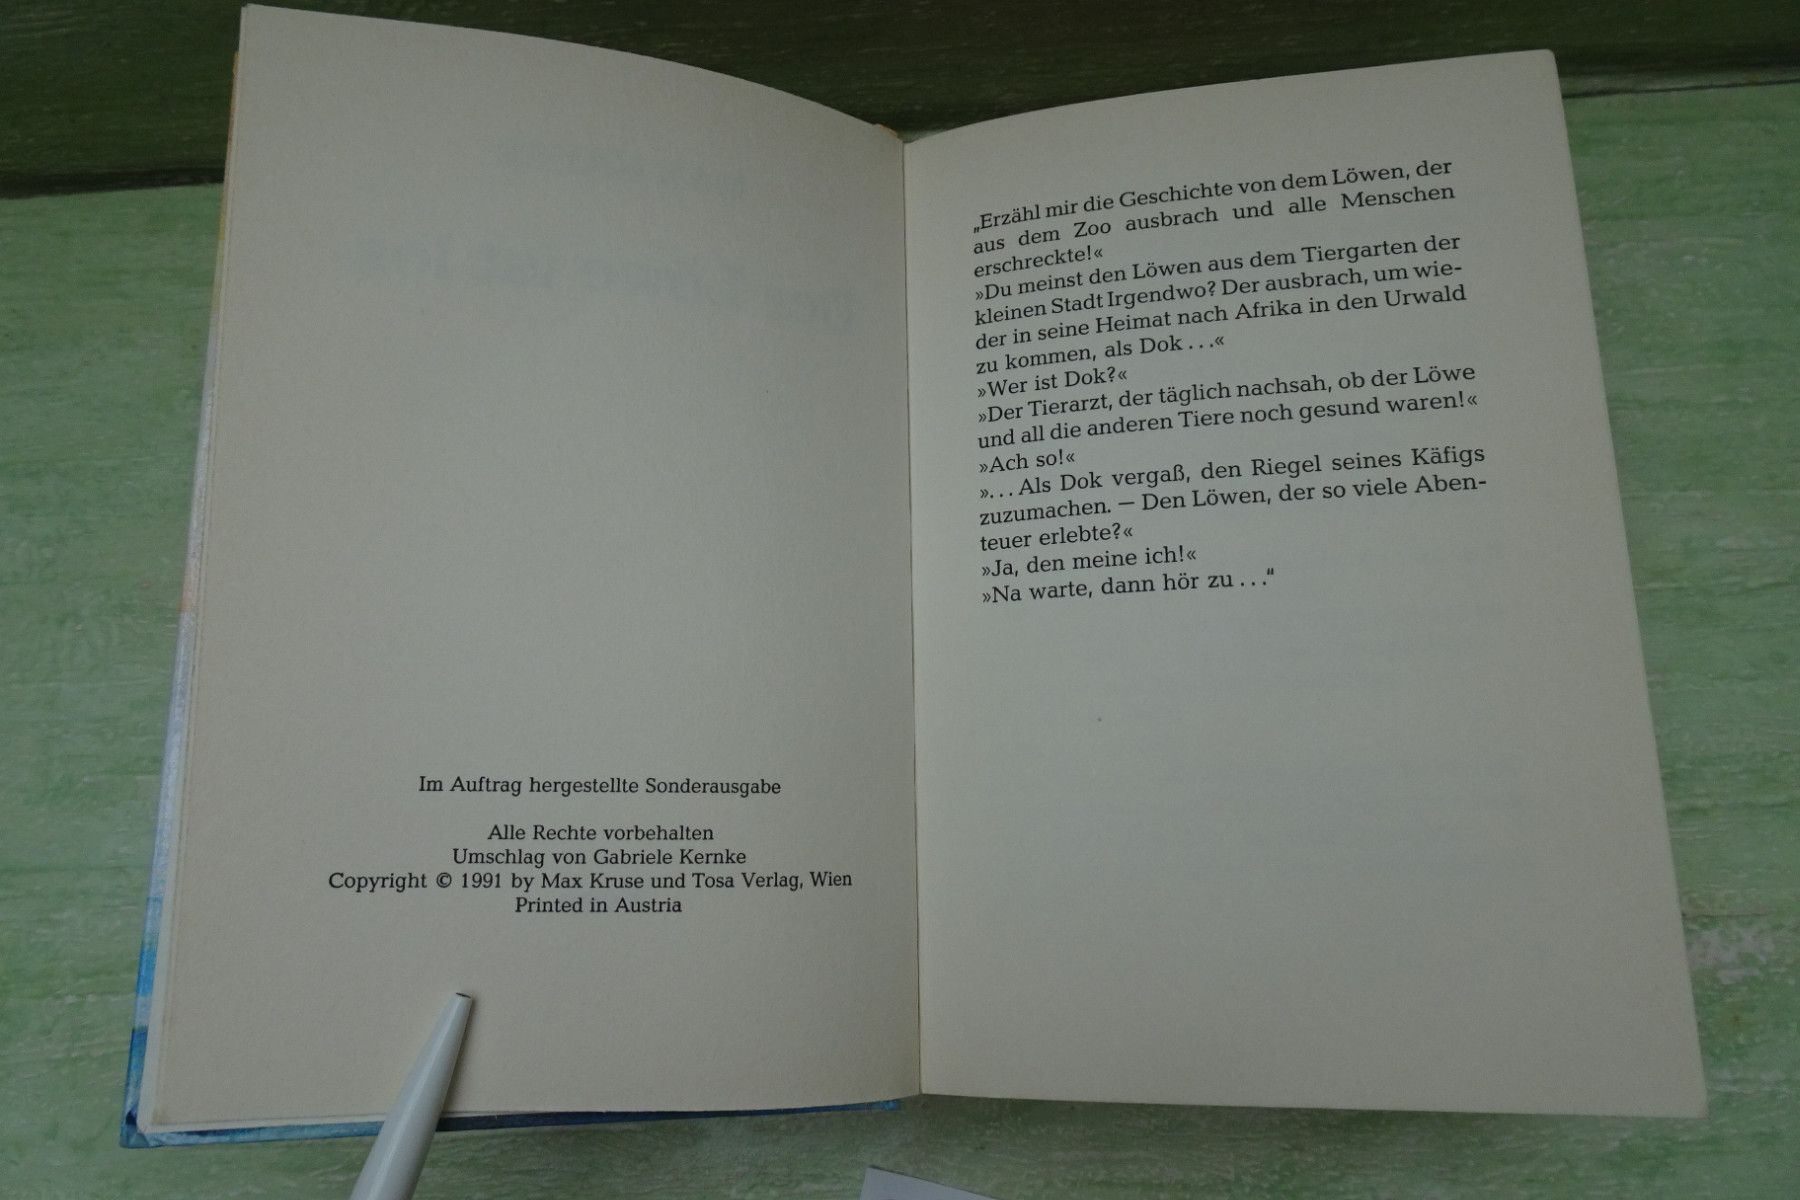 Im Auftrag hergestellte Sonderausgabe
Alle Rechte vorbehalten
Umschlag von Gabriele Kernke
Copyright © 1991 by Max Kruse und Tosa Verlag, Wien
Printed in Austria
„Erzähl mir die Geschichte von dem Löwen, der
aus dem Zoo ausbrach und alle Menschen
erschreckte!«
»Du meinst den Löwen aus dem Tiergarten der
kleinen Stadt Irgendwo? Der ausbrach, um wie-
der in seine Heimat nach Afrika in den Urwald
zu kommen, als Dok . . .«
»Wer ist Dok?«
»Der Tierarzt, der täglich nachsah, ob der Löwe
und all die anderen Tiere noch gesund waren!«
»Ach so!«
». . . Als Dok vergaß, den Riegel seines Käfigs
zuzumachen. — Den Löwen, der so viele Aben-
teuer erlebte?«
»Ja, den meine ich!«
»Na warte, dann hör zu . . .“